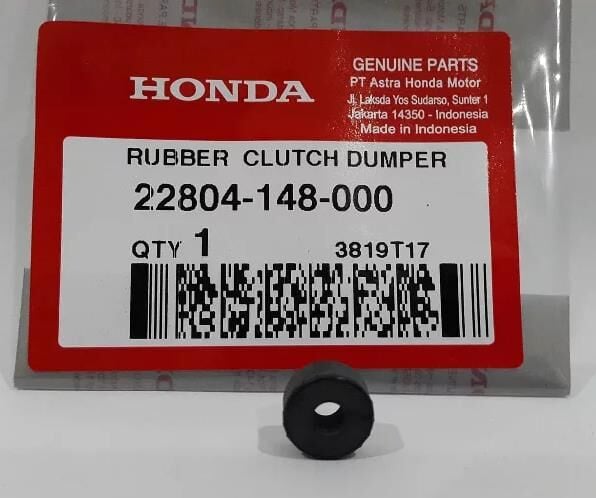 HONDA
GENUINE PARTS
PT Astra Honda Motor
Jl. Laksda Yos Sudarso, Sunter 1
Jakarta 14350 - Indonesia
Made in Indonesia
RUBBER CLUTCH DUMPER
22804-148-000
QTY 1
3819T17